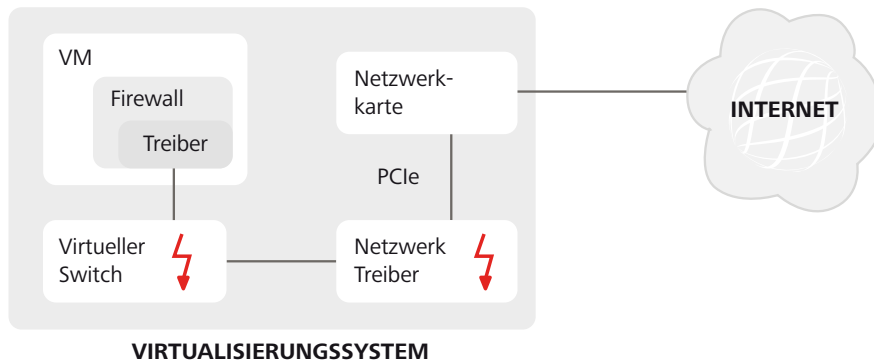 VM
Firewall
Treiber
Netzwerk-
karte
INTERNET
PCIe
Virtueller
Switch
Netzwerk
Treiber
VIRTUALISIERUNGSSYSTEM